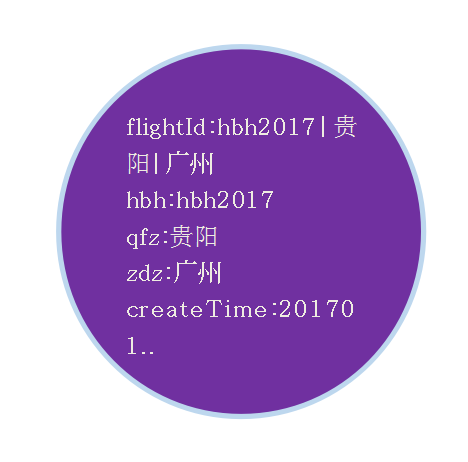 flightId:hbh2017|贵
阳|广州
hbh:hbh2017
qfz:贵阳
zdz:广州
createTime:20170
1..